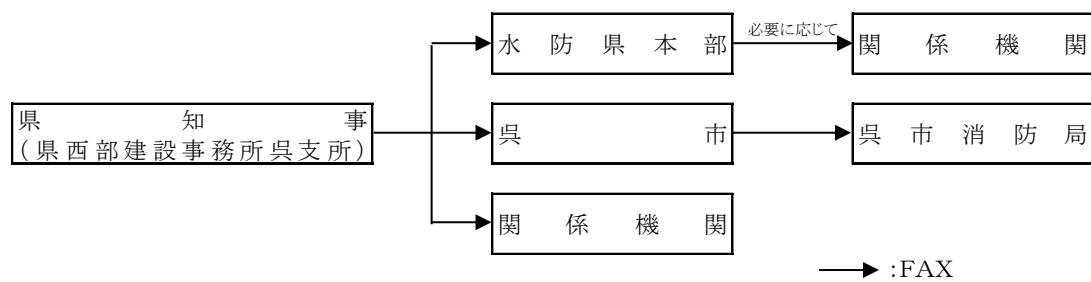 水防県本部
必要に応じて
関係機関
県知事
(県西部建設事務所呉支所)
呉市
呉市消防局
関係機関
:FAX